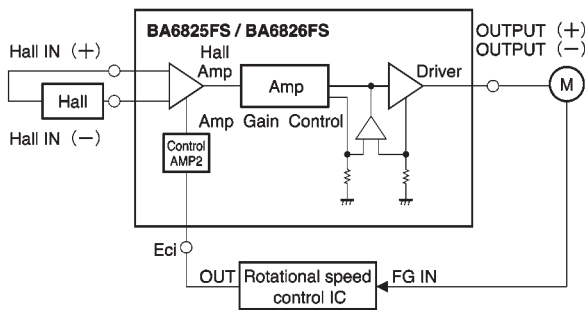 BA6825FS / BA6826FS
OUTPUT (+)
OUTPUT (−)
Hall IN (+)
Hall
Amp
Driver
M
Hall
Amp
Hall IN (−)
Amp Gain Control
Control
AMP2
Eci
OUT
Rotational speed
control IC
FG IN